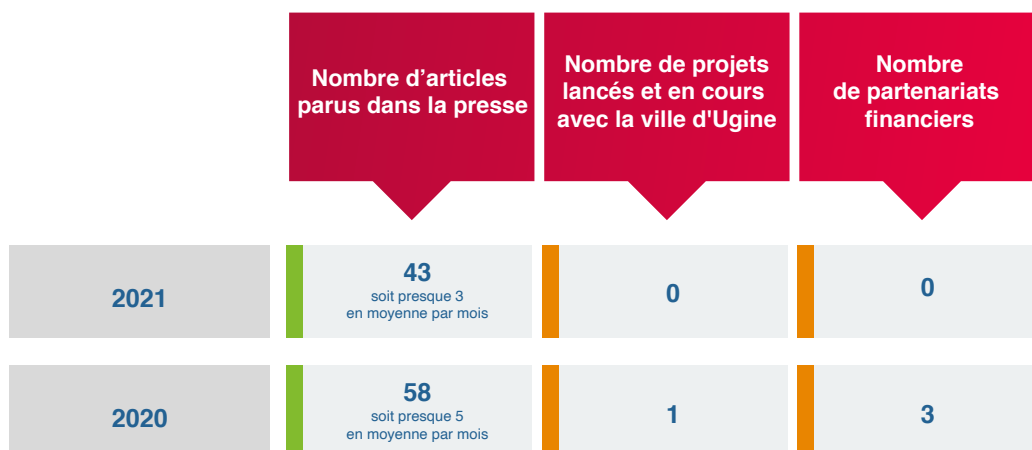 Nombre d’articles
parus dans la presse
Nombre de projets
lancés et en cours
avec la ville d'Ugine
Nombre
de partenariats
financiers
2021
43
soit presque 3
en moyenne par mois
0
0
2020
58
soit presque 5
en moyenne par mois
1
3